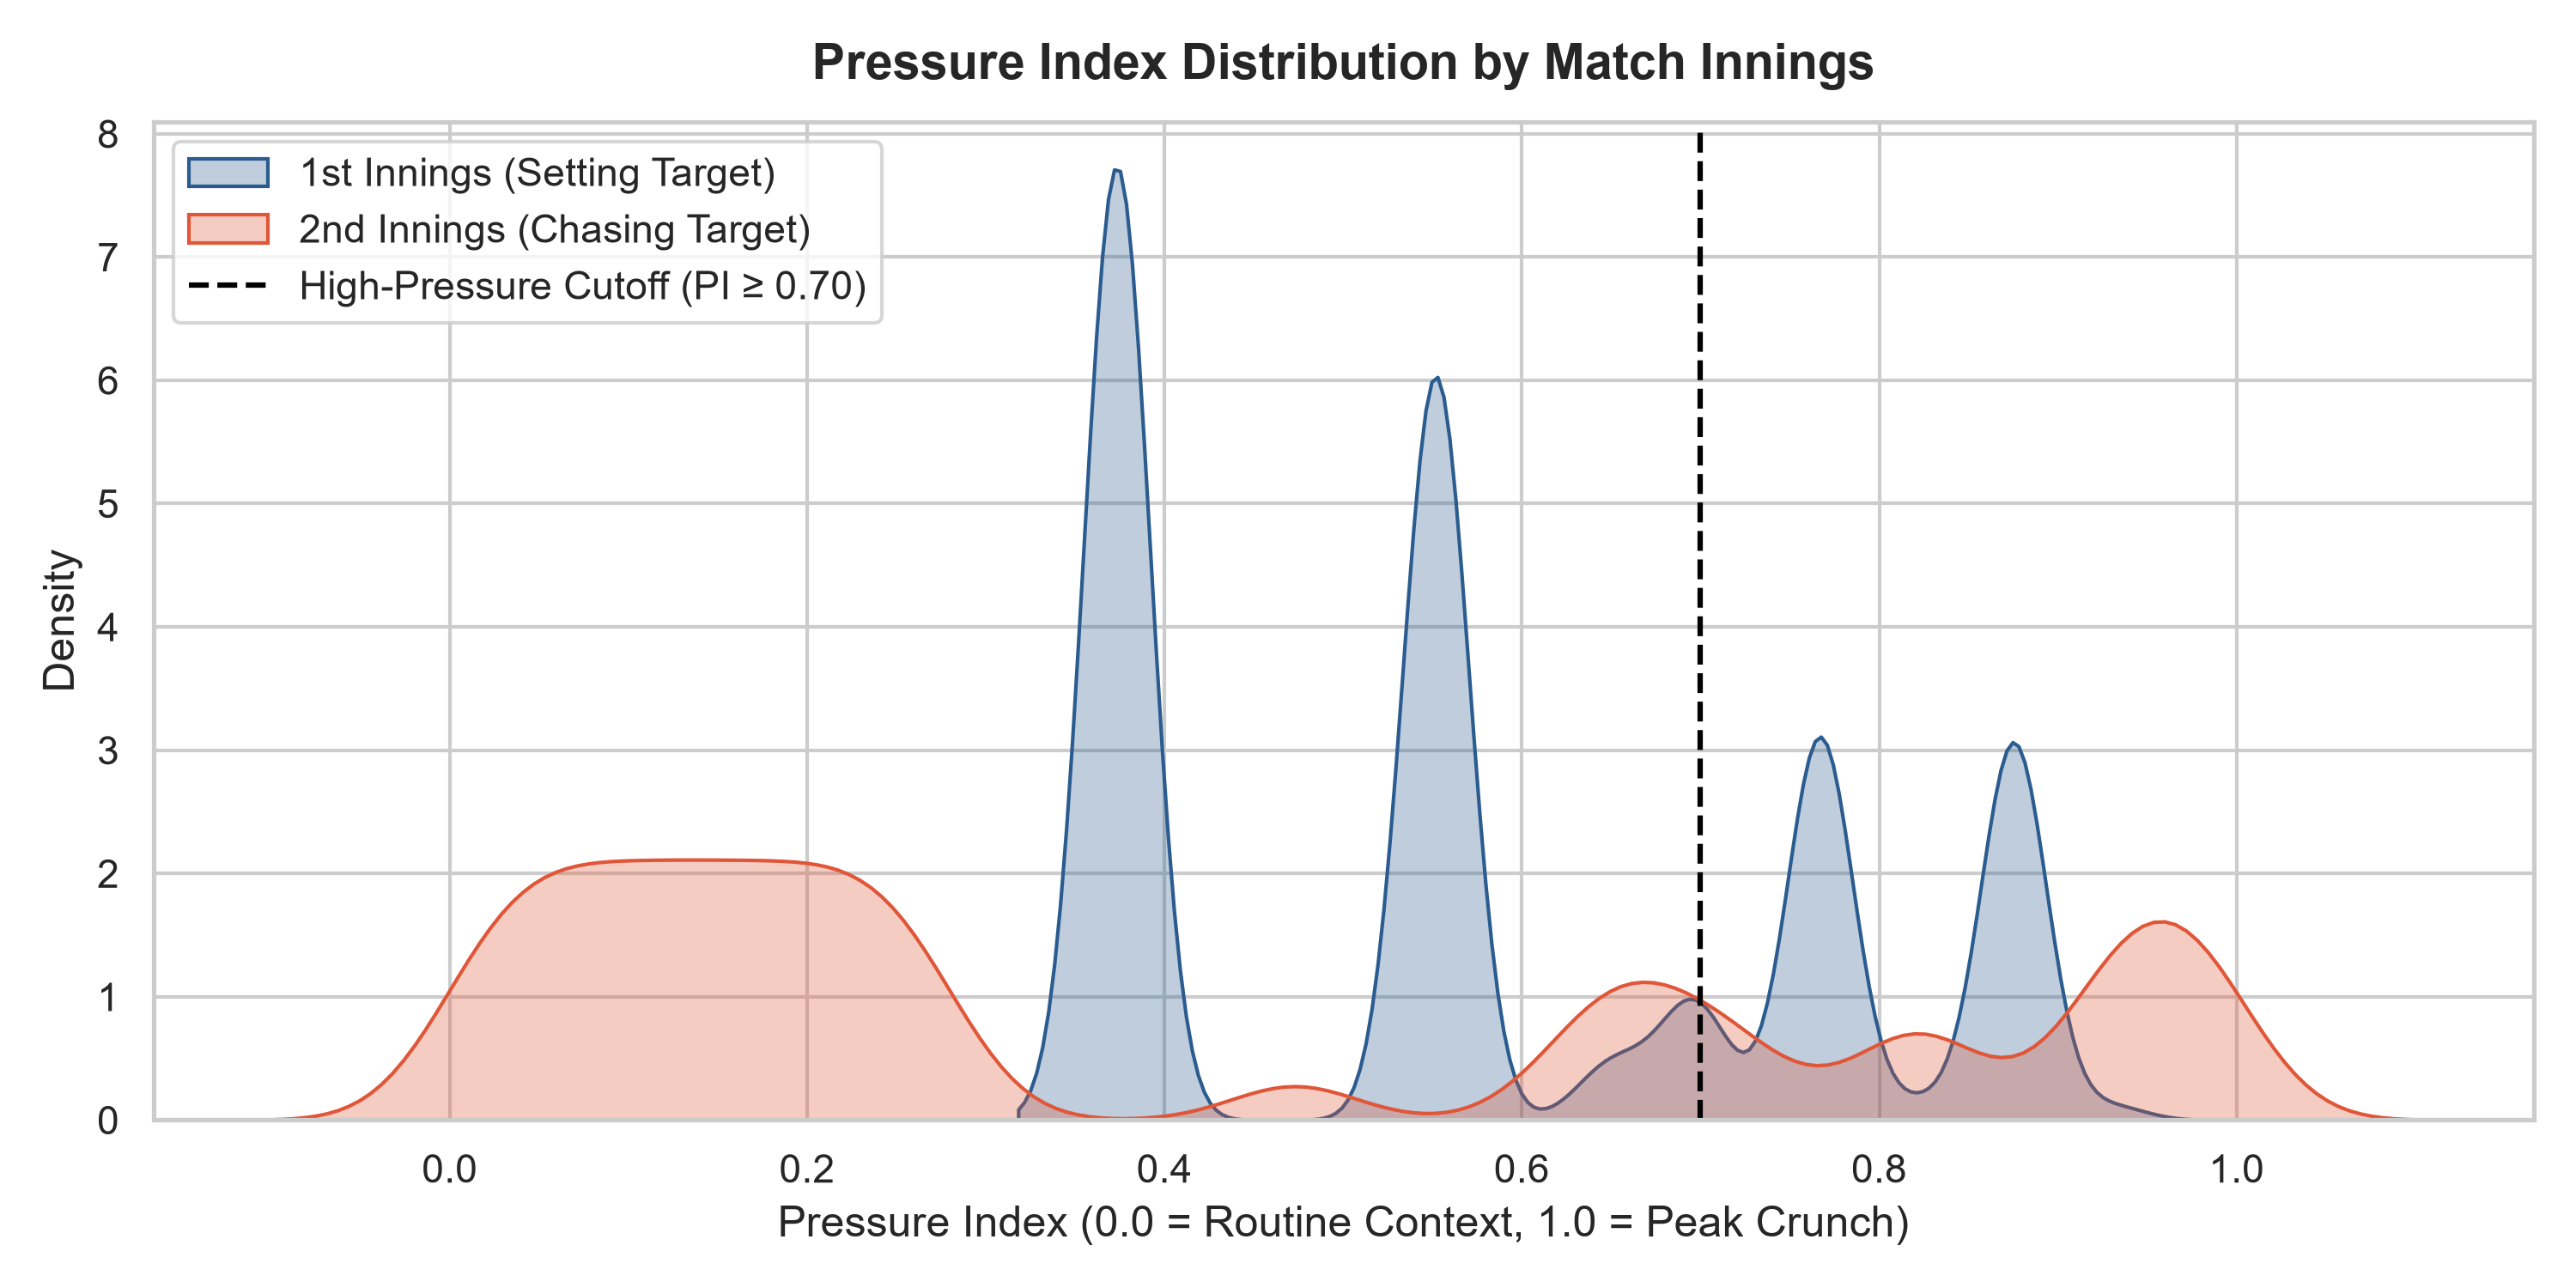 Pressure Index Distribution by Match Innings
8
7
6
5
4
3
2
1
0
Density
1st Innings (Setting Target)
2nd Innings (Chasing Target)
High-Pressure Cutoff (PI ≥ 0.70)
0.0 0.2 0.4 0.6 0.8 1.0
Pressure Index (0.0 = Routine Context, 1.0 = Peak Crunch)